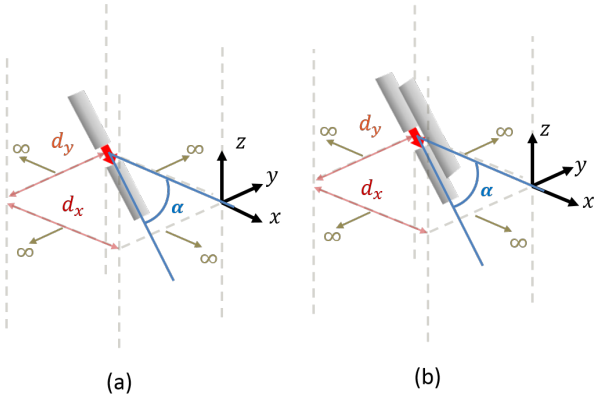 ∞ d_y ∞ z y
d_x α x
∞ ∞
(a)
∞ d_y ∞ z y
d_x α x
∞ ∞
(b)